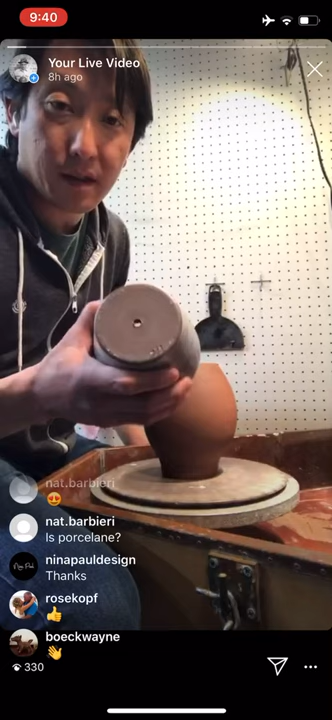 9:40
Your Live Video
8h ago
nat.barbieri
😍
nat.barbieri
Is porcelane?
ninapauldesign
Thanks
rosekopf
👍
boeckwayne
👋
330